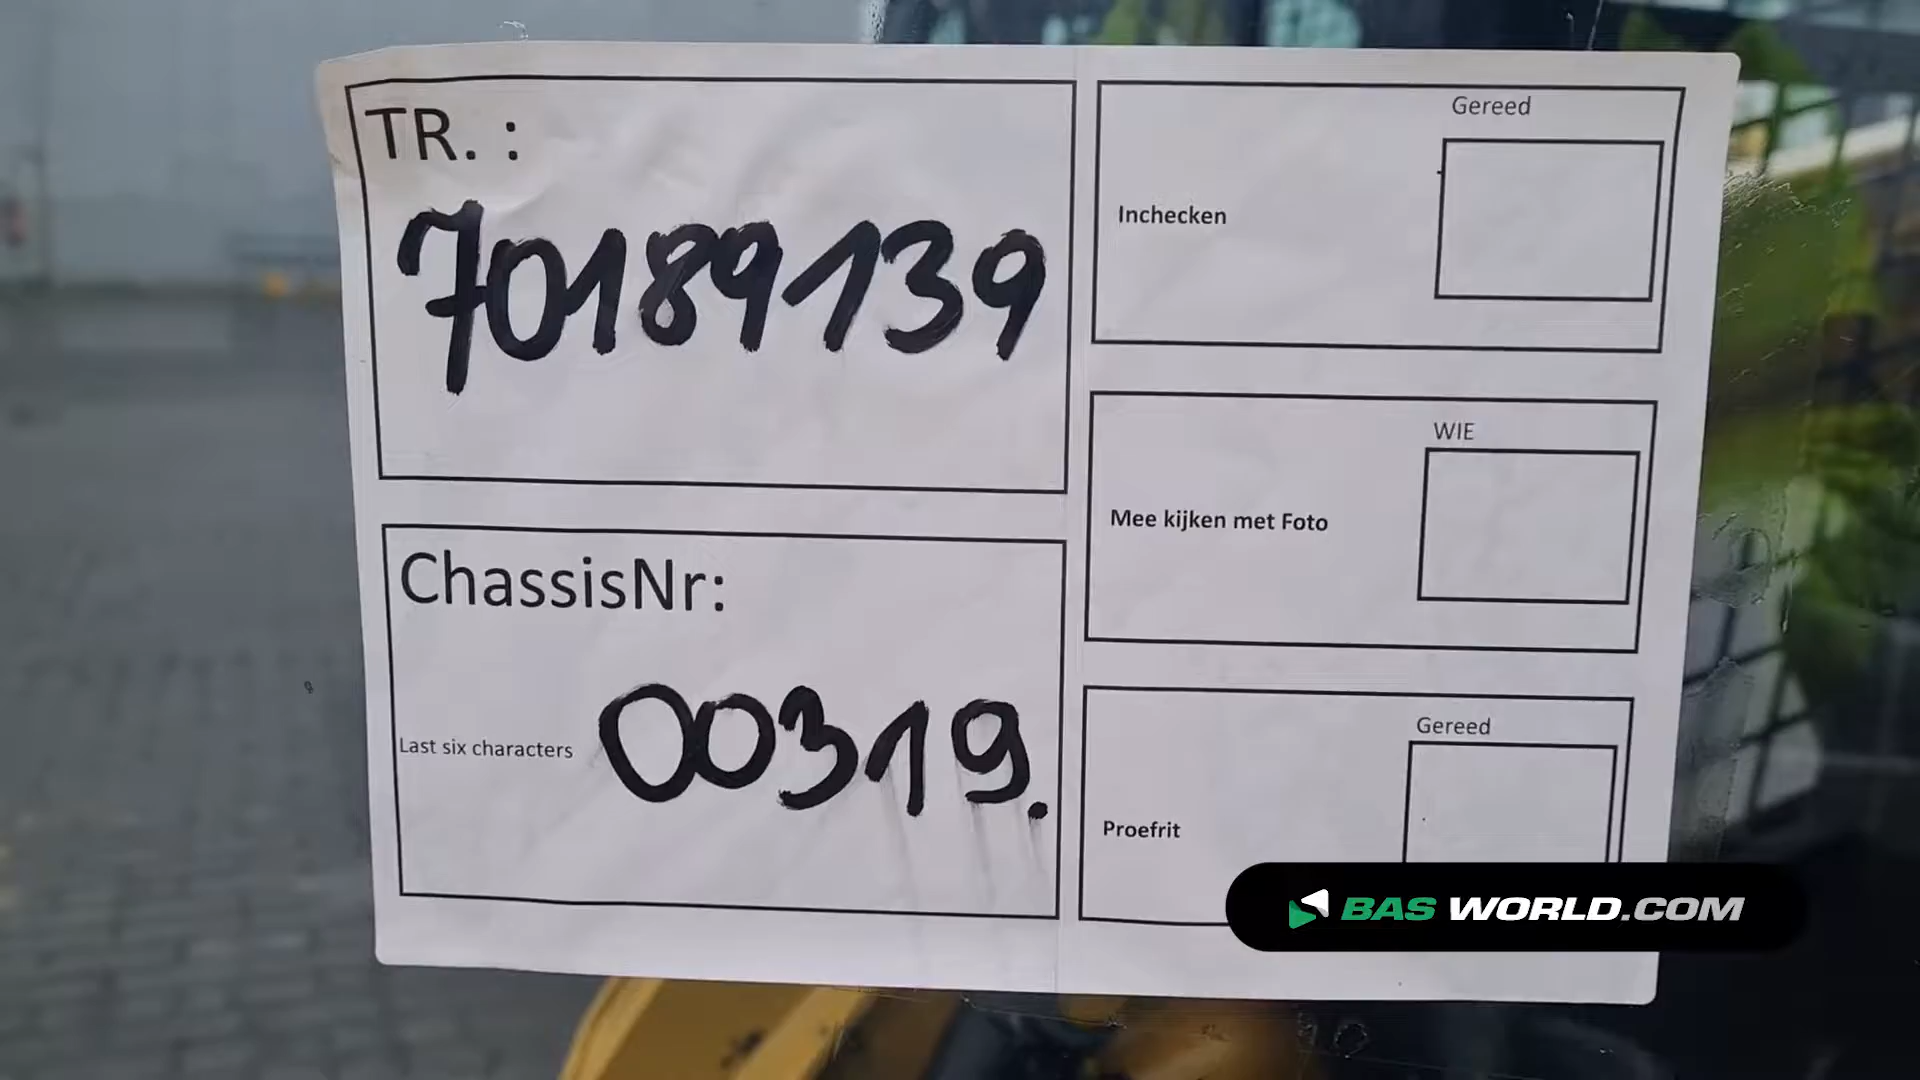 TR. :
70189139
ChassisNr:
Last six characters 00319.
Gereed
Inchecken
WIE
Mee kijken met Foto
Gereed
Proefrit
BAS WORLD.COM